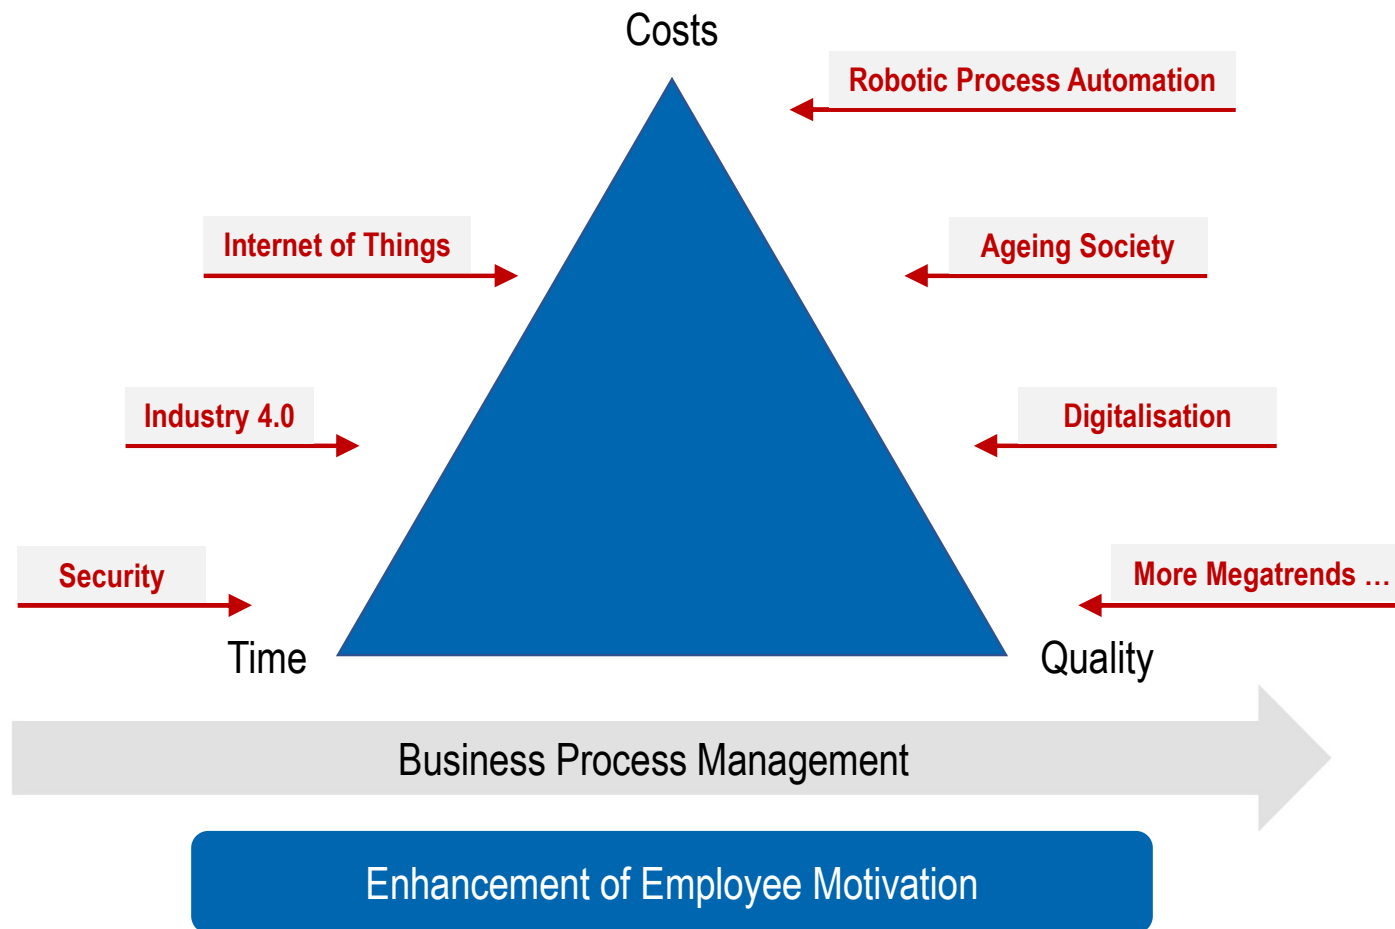 Costs
Robotic Process Automation
Internet of Things
Ageing Society
Industry 4.0
Digitalisation
Security
More Megatrends …
Time
Quality
Business Process Management
Enhancement of Employee Motivation